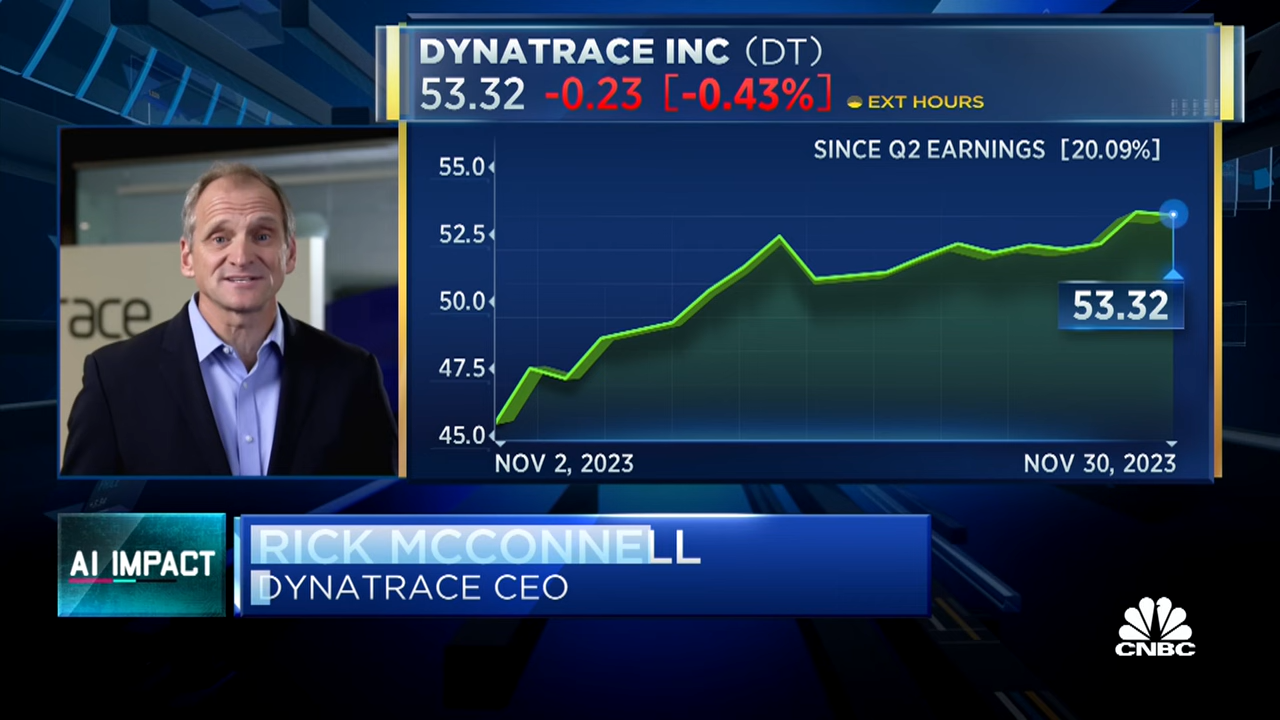 DYNATRACE INC (DT)
53.32 -0.23 [-0.43%] EXT HOURS
SINCE Q2 EARNINGS [20.09%]
55.0
52.5
50.0
47.5
45.0
53.32
NOV 2, 2023
NOV 30, 2023
race
AI IMPACT
RICK MCCONNELL
DYNATRACE CEO
CNBC